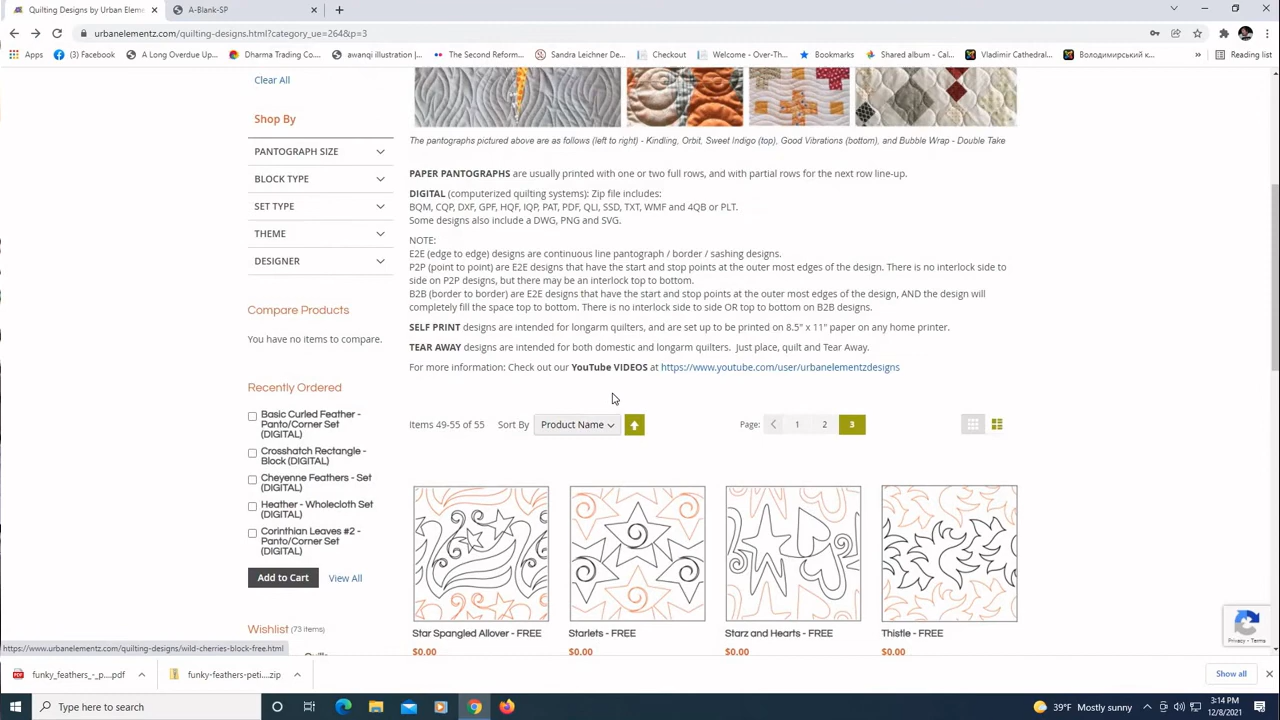 Quilting Designs by Urban Elem
A-Blank-SP
urbanelementz.com/quilting-designs.html?category_ue=264&p=3
Apps
(3) Facebook
A Long Overdue Up...
Dharma Trading Co...
awanqi illustration |...
The Second Reform...
Sandra Leichner De...
Checkout
Welcome - Over-Th...
Bookmarks
Shared album - Cal...
Vladimir Cathedral...
Володимирський к...
»
Reading list
Clear All
Shop By
PANTOGRAPH SIZE
BLOCK TYPE
SET TYPE
THEME
DESIGNER
Compare Products
You have no items to compare.
Recently Ordered
Basic Curled Feather -
Panto/Corner Set
(DIGITAL)
Crosshatch Rectangle -
Block (DIGITAL)
Cheyenne Feathers - Set
(DIGITAL)
Heather - Wholecloth Set
(DIGITAL)
Corinthian Leaves #2 -
Panto/Corner Set
(DIGITAL)
Add to Cart
View All
Wishlist (73 items)
The pantographs pictured above are as follows (left to right) - Kindling, Orbit, Sweet Indigo (top), Good Vibrations (bottom), and Bubble Wrap - Double Take
PAPER PANTOGRAPHS are usually printed with one or two full rows, and with partial rows for the next row line-up.
DIGITAL (computerized quilting systems): Zip file includes:
BQM, CQP, DXF, GPF, HQF, IQP, PAT, PDF, QLI, SSD, TXT, WMF and 4QB or PLT.
Some designs also include a DWG, PNG and SVG.
NOTE:
E2E (edge to edge) designs are continuous line pantograph / border / sashing designs.
P2P (point to point) are E2E designs that have the start and stop points at the outer most edges of the design. There is no interlock side to
side on P2P designs, but there may be an interlock top to bottom.
B2B (border to border) are E2E designs that have the start and stop points at the outer most edges of the design, AND the design will
completely fill the space top to bottom. There is no interlock side to side OR top to bottom on B2B designs.
SELF PRINT designs are intended for longarm quilters, and are set up to be printed on 8.5" x 11" paper on any home printer.
TEAR AWAY designs are intended for both domestic and longarm quilters. Just place, quilt and Tear Away.
For more information: Check out our YouTube VIDEOS at https://www.youtube.com/user/urbanelementzdesigns
Items 49-55 of 55
Sort By
Product Name
Page:
1
2
3
Star Spangled Allover - FREE
$0.00
Starlets - FREE
$0.00
Starz and Hearts - FREE
$0.00
Thistle - FREE
$0.00
Privacy - Terms
https://www.urbanelementz.com/quilting-designs/wild-cherries-block-free.html
funky_feathers_-_p....pdf
funky-feathers-peti....zip
Show all
Type here to search
39°F Mostly sunny
3:14 PM
12/8/2021